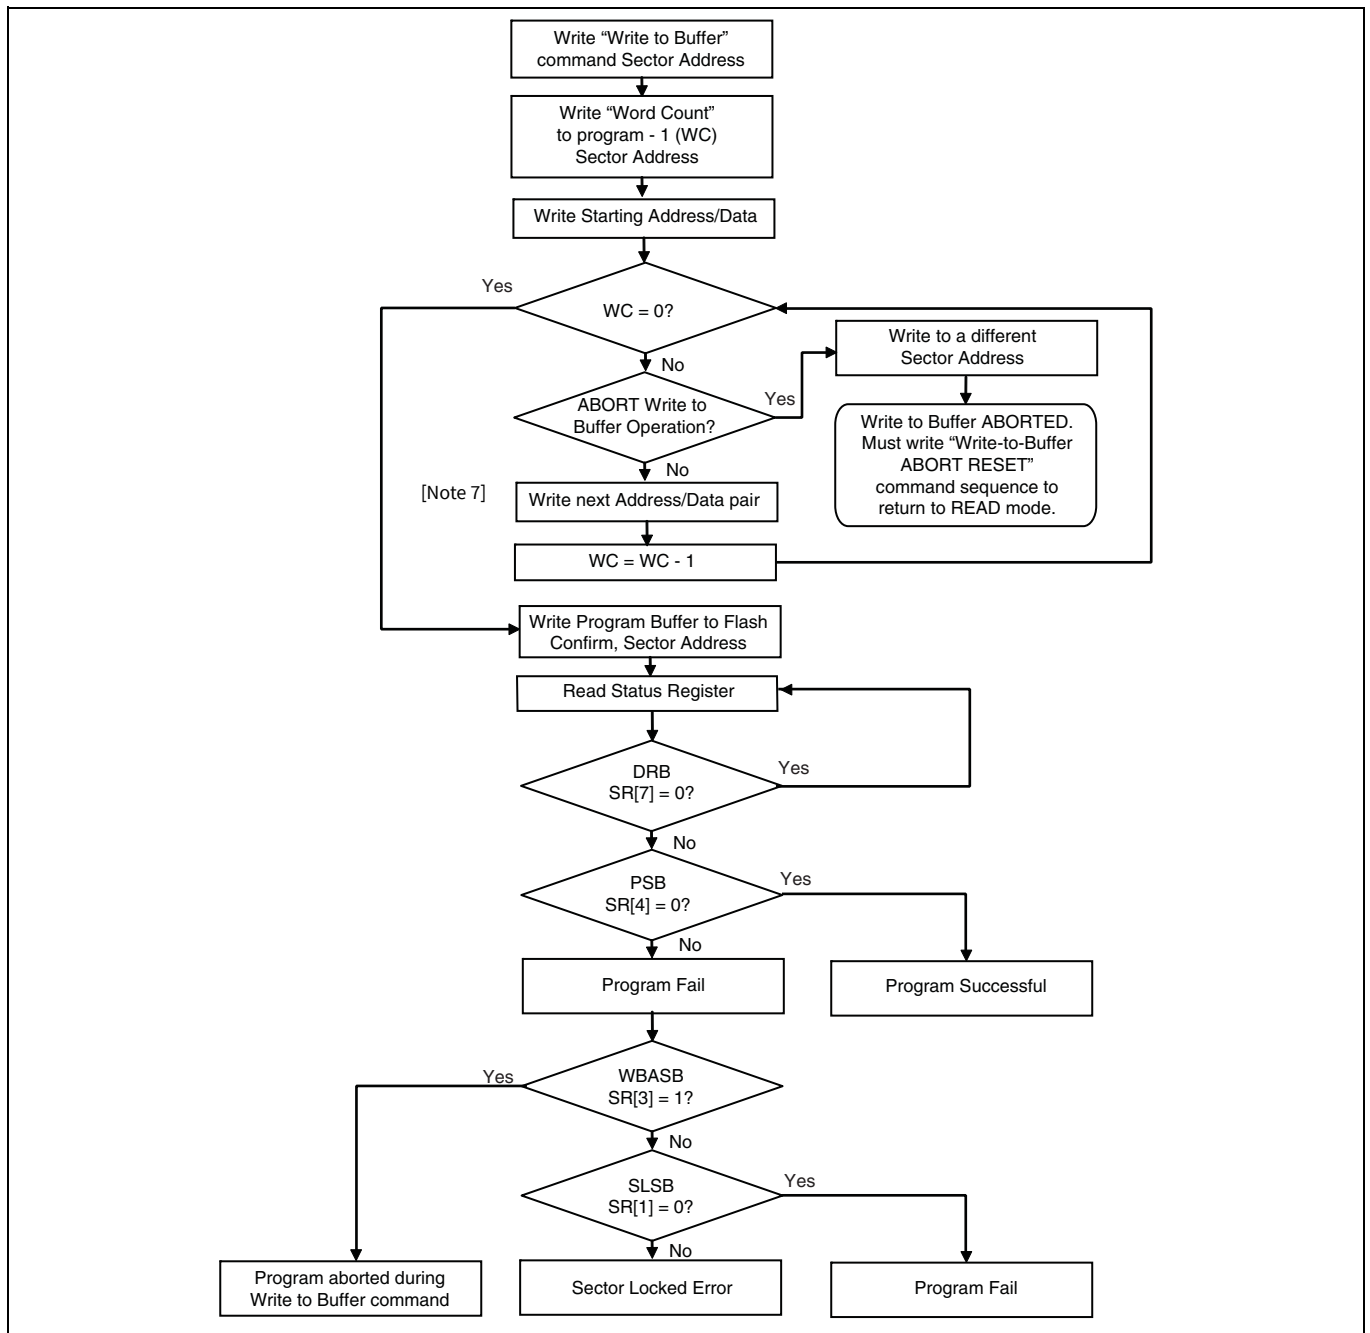 Write “Write to Buffer”
command Sector Address
Write “Word Count”
to program - 1 (WC)
Sector Address
Write Starting Address/Data
Yes
WC = 0?
No
Write to a different
Sector Address
Yes
ABORT Write to
Buffer Operation?
No
Write to Buffer ABORTED.
Must write “Write-to-Buffer
ABORT RESET”
command sequence to
return to READ mode.
[Note 7]
Write next Address/Data pair
WC = WC - 1
Write Program Buffer to Flash
Confirm, Sector Address
Read Status Register
DRB
SR[7] = 0?
Yes
No
PSB
SR[4] = 0?
Yes
No
Program Fail
Program Successful
Yes
WBASB
SR[3] = 1?
No
SLSB
SR[1] = 0?
Yes
No
Program aborted during
Write to Buffer command
Sector Locked Error
Program Fail